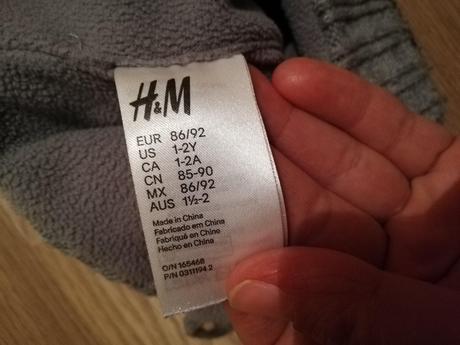 H&M
EUR 86/92
US 1-2Y
CA 1-2A
CN 85-90
MX 86/92
AUS 1½-2
Made in China
Fabricado em China
Fabriqué en Chine
Hecho en China
O/N 165468
P/N 0311194.2